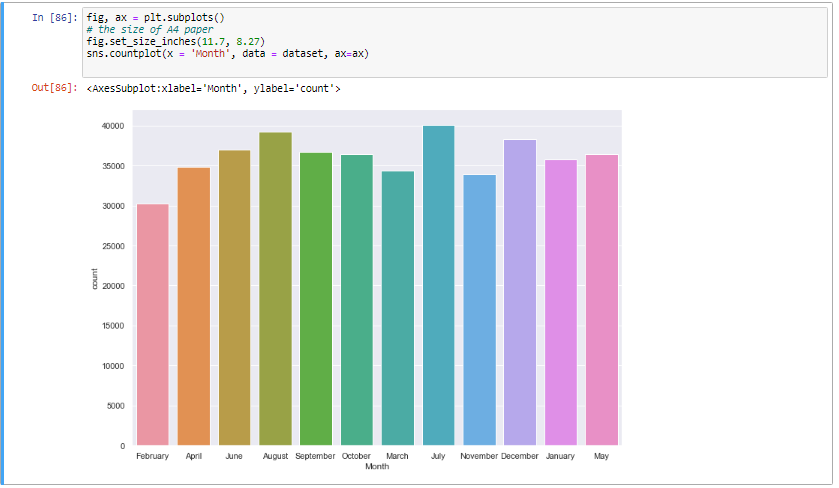 In [86]: fig, ax = plt.subplots()
# the size of A4 paper
fig.set_size_inches(11.7, 8.27)
sns.countplot(x = 'Month', data = dataset, ax=ax)
Out[86]: <AxesSubplot:xlabel='Month', ylabel='count'>
40000
35000
30000
25000
20000
15000
10000
5000
0
count
February April June August September October March July November December January May
Month